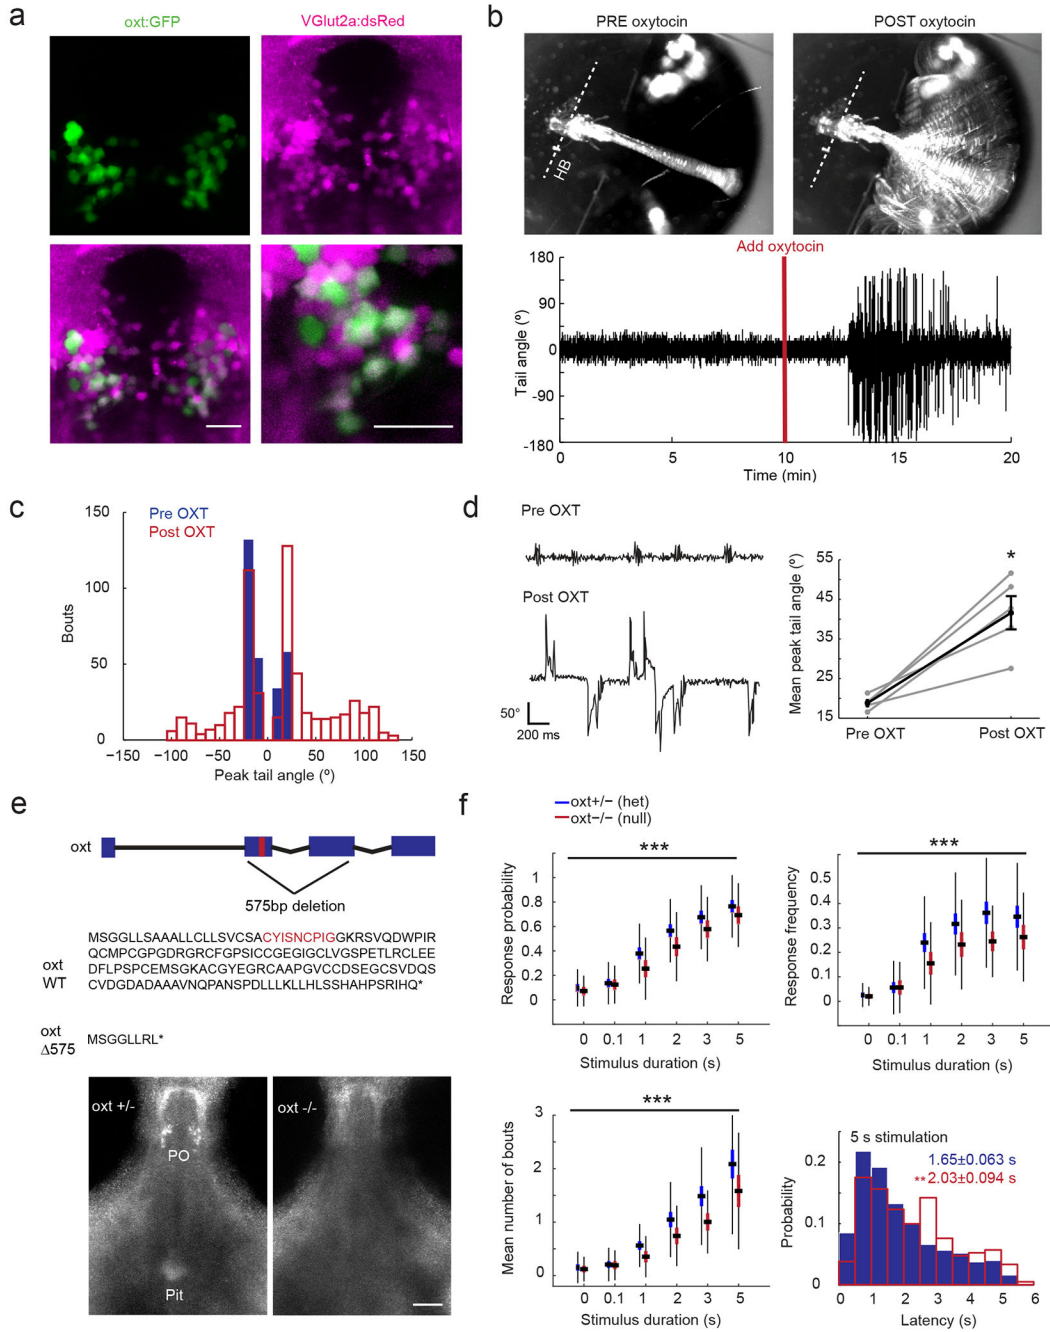 a
oxt:GFP
VGlut2a:dsRed
b
PRE oxytocin
POST oxytocin
HB
Add oxytocin
Tail angle (º)
180
90
0
-90
-180
0
5
10
15
20
Time (min)
c
Pre OXT
Post OXT
Bouts
150
100
50
0
−150
−100
−50
0
50
100
150
Peak tail angle (º)
d
Pre OXT
Post OXT
50°
200 ms
Mean peak tail angle (º)
55
45
35
25
15
*
Pre OXT
Post OXT
e
oxt
575bp deletion
oxt
WT
MSGGLLSAAALLCLLSVCSACYISNCPIGGKRSVQDWPIR
QCMPCGPGDRGRCFGPSICCGEGIGCLVGSPETLRCLEE
DFLPSPCEMSGKACGYEGRCAAPGVCCDSEGCSVDQS
CVDGDADAAAVNQPANSPDLLLKLLHLSSHAHPSRIHQ*
oxt
Δ575
MSGGLLRL*
oxt +/-
PO
Pit
oxt -/-
f
oxt+/− (het)
oxt−/− (null)
***
Response probability
1
0.8
0.6
0.4
0.2
0
0
0.1
1
2
3
5
Stimulus duration (s)
***
Response frequency
0.5
0.4
0.3
0.2
0.1
0
0
0.1
1
2
3
5
Stimulus duration (s)
***
Mean number of bouts
3
2
1
0
0
0.1
1
2
3
5
Stimulus duration (s)
5 s stimulation
1.65±0.063 s
**2.03±0.094 s
Probability
0.2
0.1
0
0
1
2
3
4
5
6
Latency (s)